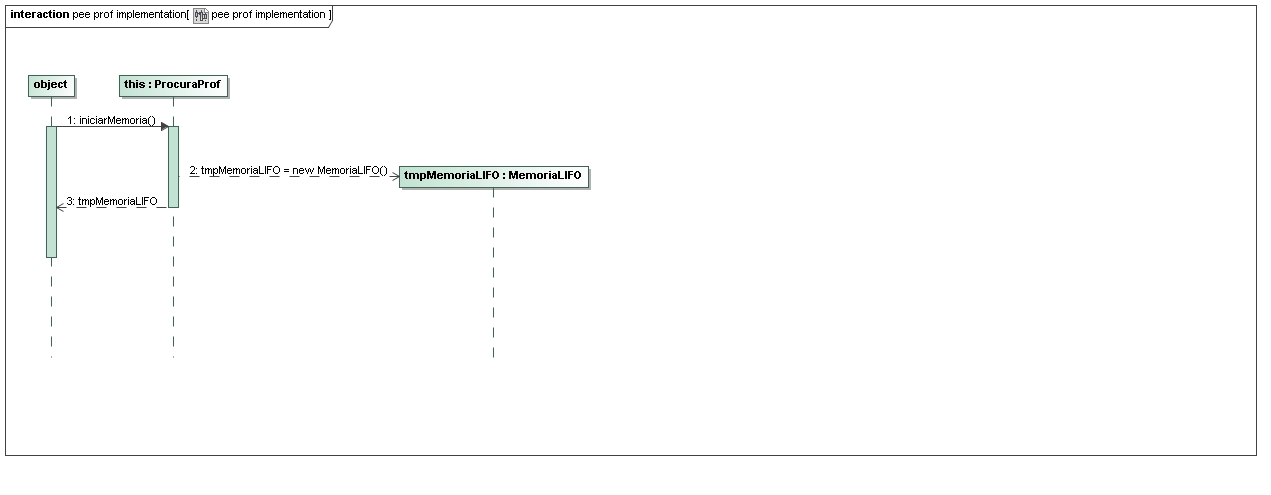 interaction pee prof implementation[ pee prof implementation ]
object
this : ProcuraProf
1: iniciarMemoria()
2: tmpMemoriaLIFO = new MemoriaLIFO()
tmpMemoriaLIFO : MemoriaLIFO
3: tmpMemoriaLIFO